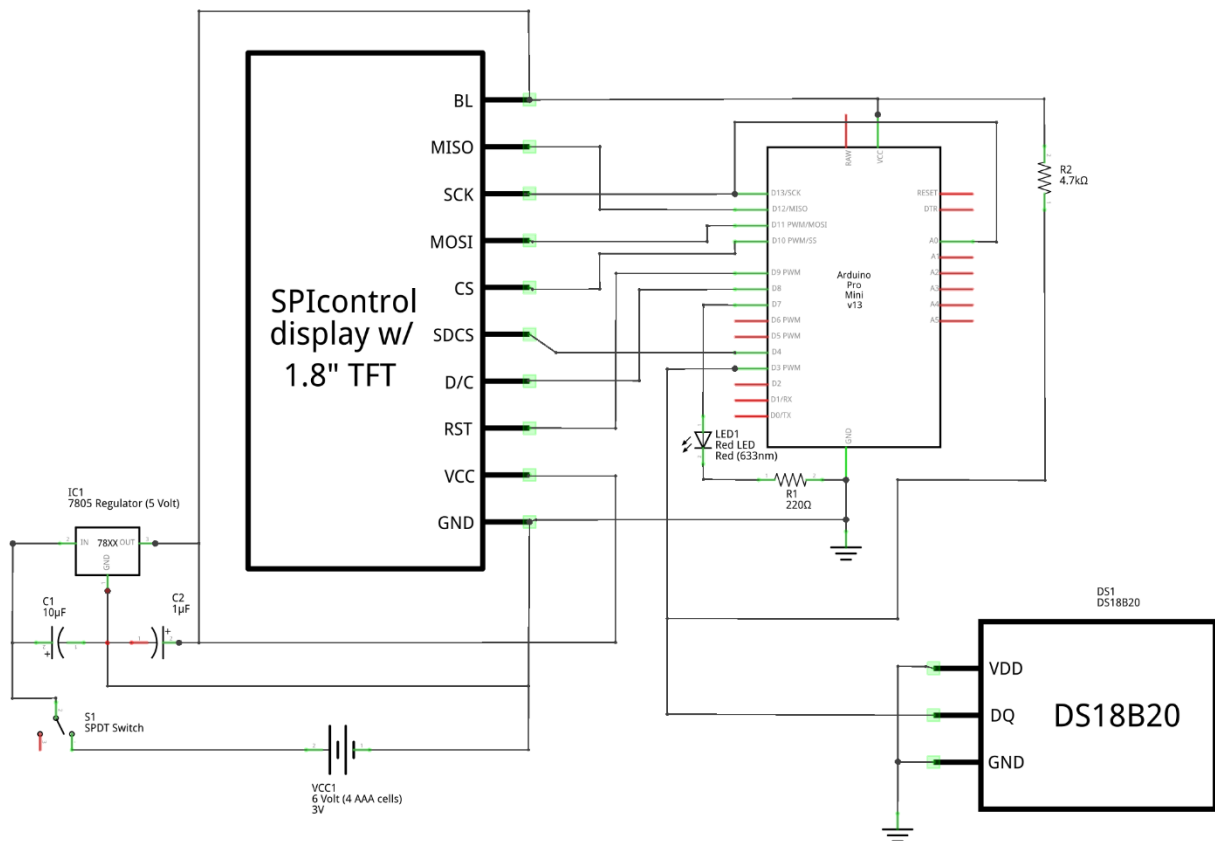 BL
MISO
SCK
MOSI
CS
SDCS
D/C
RST
VCC
GND
SPIcontrol
display w/
1.8" TFT
RAW
VCC
D13/SCK
D12/MISO
D11 PWM/MOSI
D10 PWM/SS
D9 PWM
D8
D7
D6 PWM
D5 PWM
D4
D3 PWM
D2
D1/RX
D0/TX
RESET
DTR
A0
A1
A2
A3
A4
A5
GND
Arduino
Pro
Mini
v13
R2
4.7kΩ
LED1
Red LED
Red (633nm)
R1
220Ω
IC1
7805 Regulator (5 Volt)
IN
78XX
OUT
GND
C1
10µF
C2
1µF
+
+
S1
SPDT Switch
VCC1
6 Volt (4 AAA cells)
3V
DS1
DS18B20
VDD
DQ
GND
DS18B20